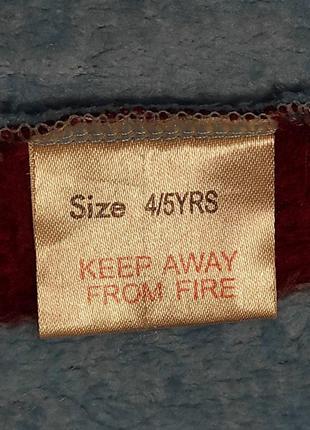 Size 4/5YRS
KEEP AWAY
FROM FIRE